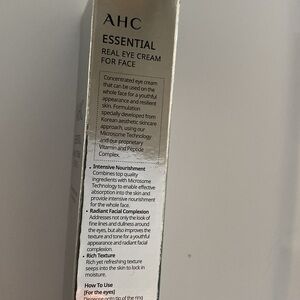 AHC
ESSENTIAL
REAL EYE CREAM
FOR FACE
Concentrated eye cream
that can be used on the
whole face for a youthful
appearance and resilient
skin. Formulation
specially developed from
Korean aesthetic skincare
approach, using our
Microsome Technology
and our proprietary
Vitamin and Peptide
Complex.
• Intensive Nourishment
Combines top quality
ingredients with Microsome
Technology to enable effective
absorption into the skin and
provide intensive nourishment
for the whole face.
• Radiant Facial Complexion
Addresses not only the look of
fine lines and dullness around
the eyes, but also improves the
texture and tone for a youthful
appearance and radiant facial
complexion.
• Rich Texture
Rich yet refreshing texture
seeps into the skin to lock in
moisture.
How To Use
[For the eyes]
tip of the ring